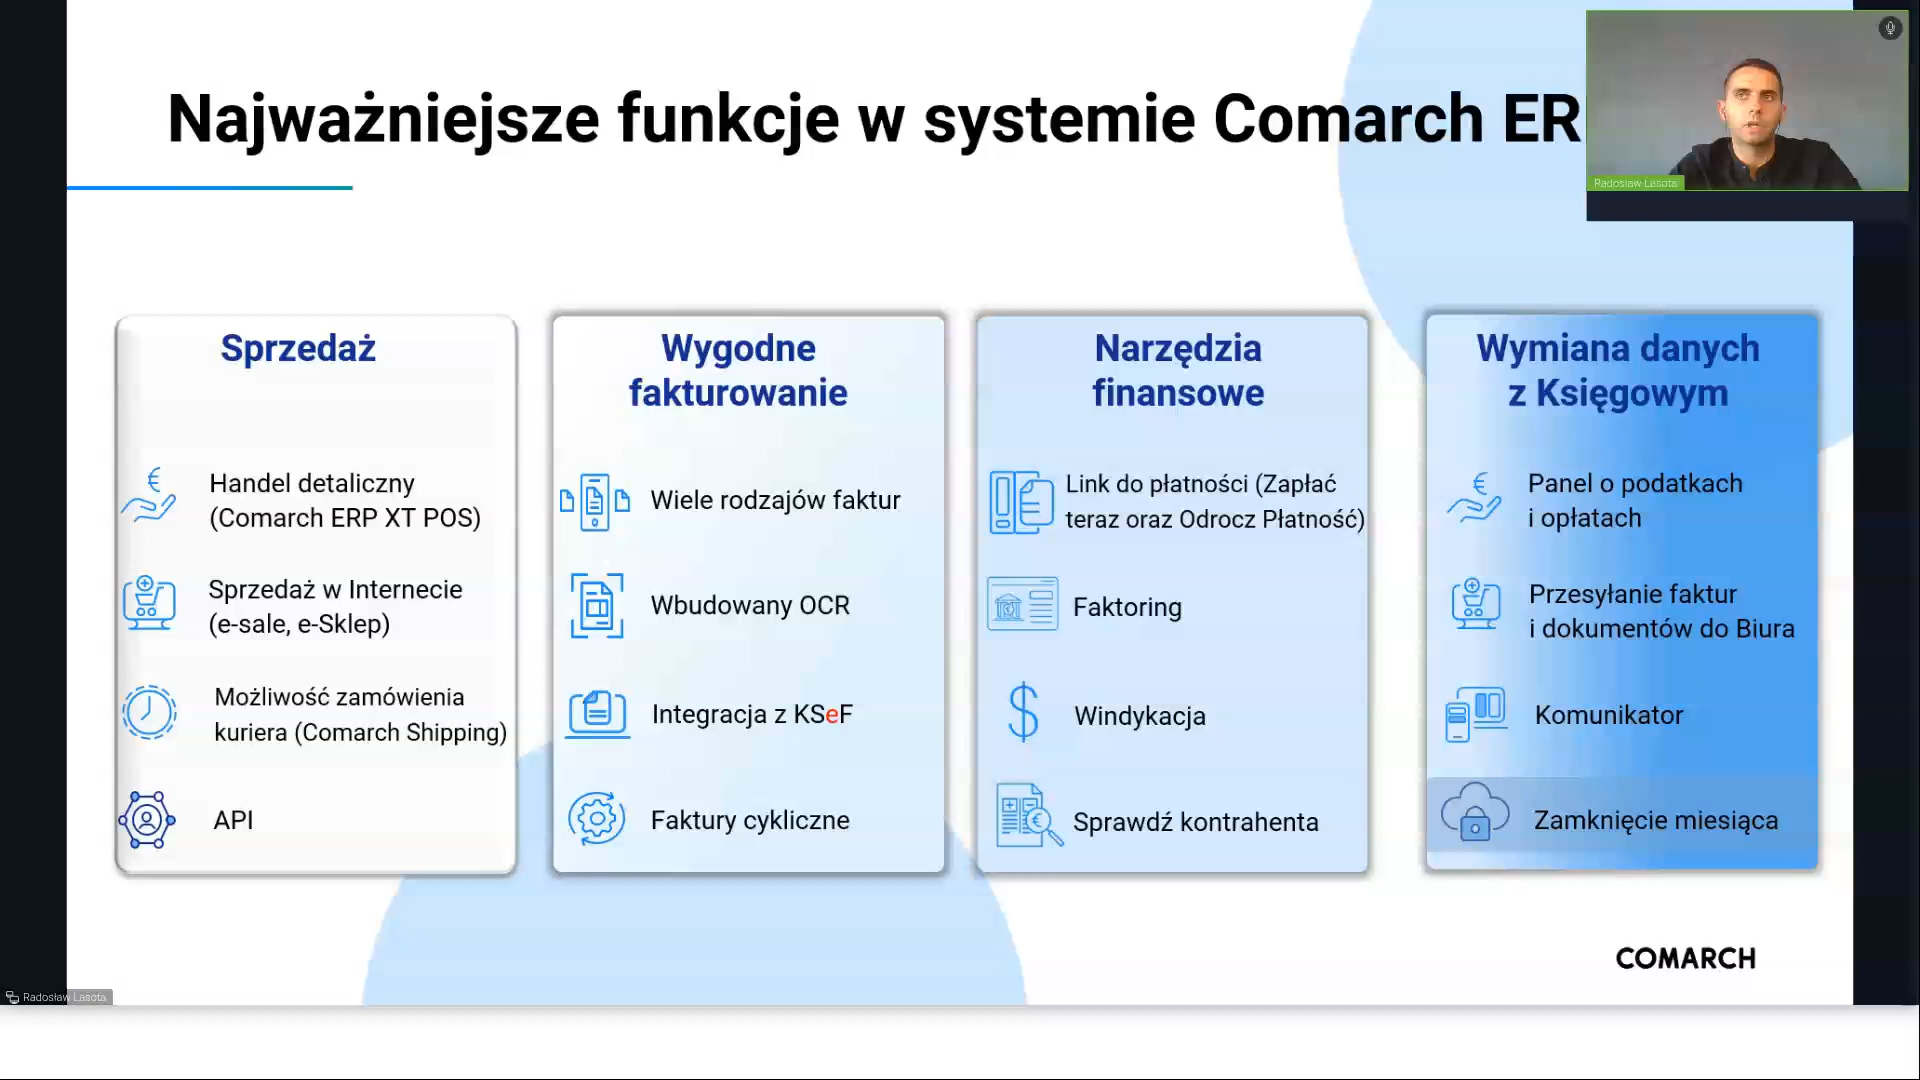 Najważniejsze funkcje w systemie Comarch ER
Radosław Lasota
Sprzedaż
Handel detaliczny
(Comarch ERP XT POS)
Sprzedaż w Internecie
(e-sale, e-Sklep)
Możliwość zamówienia
kuriera (Comarch Shipping)
API
Wygodne
fakturowanie
Wiele rodzajów faktur
Wbudowany OCR
Integracja z KSeF
Faktury cykliczne
Narzędzia
finansowe
Link do płatności (Zapłać
teraz oraz Odrocz Płatność)
Faktoring
Windykacja
Sprawdź kontrahenta
Wymiana danych
z Księgowym
Panel o podatkach
i opłatach
Przesyłanie faktur
i dokumentów do Biura
Komunikator
Zamknięcie miesiąca
COMARCH
Radosław Lasota